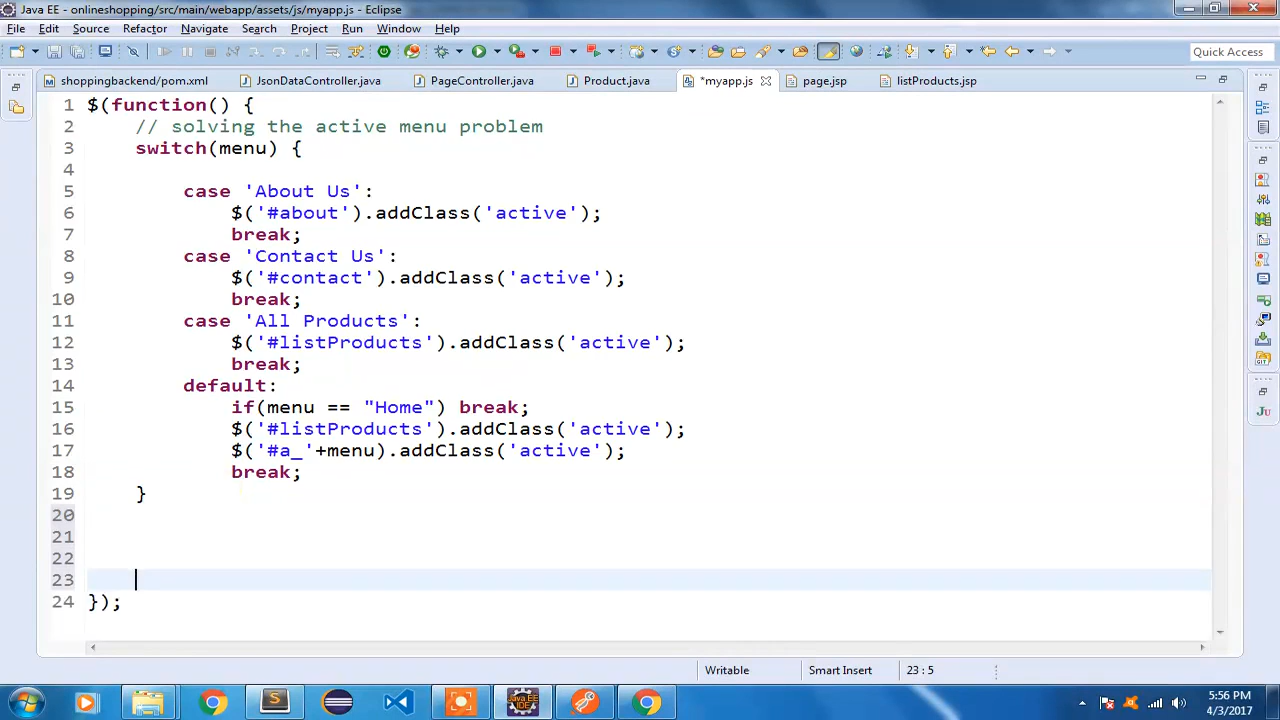 Java EE - onlineshopping/src/main/webapp/assets/js/myapp.js - Eclipse
File Edit Source Refactor Navigate Search Project Run Window Help
Quick Access
shoppingbackend/pom.xml JsonDataController.java PageController.java Product.java *myapp.js page.jsp listProducts.jsp
1 $(function() {
2 // solving the active menu problem
3 switch(menu) {
4
5 case 'About Us':
6 $('#about').addClass('active');
7 break;
8 case 'Contact Us':
9 $('#contact').addClass('active');
10 break;
11 case 'All Products':
12 $('#listProducts').addClass('active');
13 break;
14 default:
15 if(menu == "Home") break;
16 $('#listProducts').addClass('active');
17 $('#a_'+menu).addClass('active');
18 break;
19 }
20
21
22
23
24 });
Writable Smart Insert 23 : 5
5:56 PM
4/3/2017